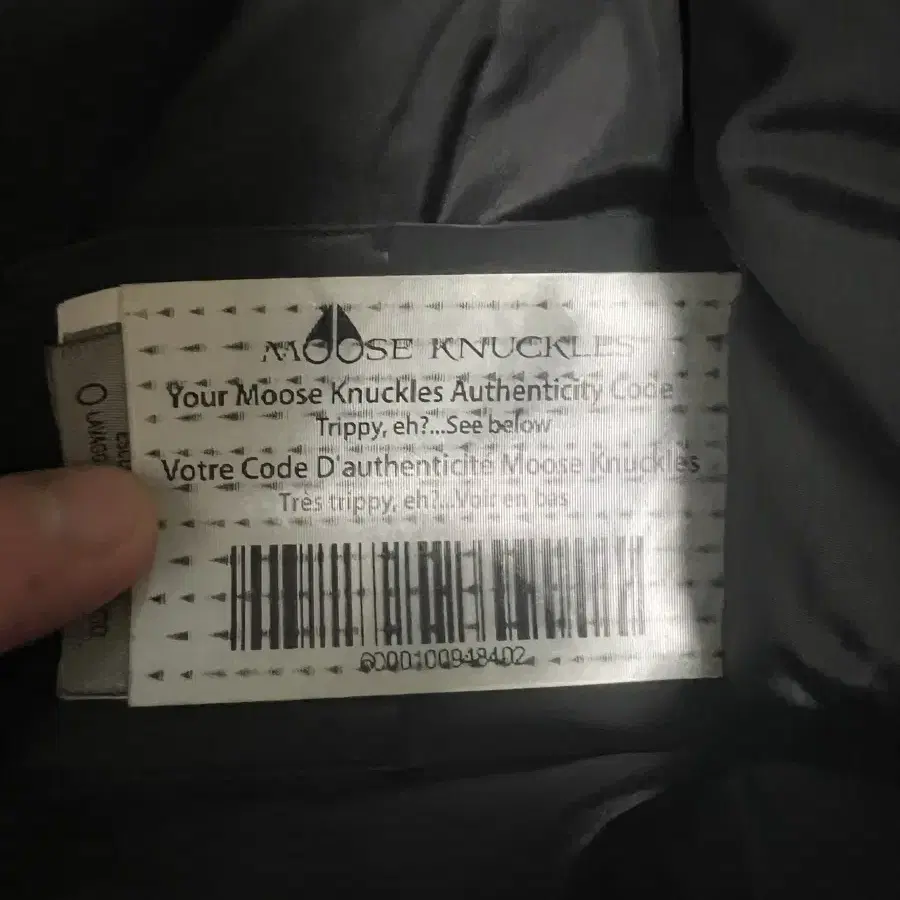 MOOSE KNUCKLES
Your Moose Knuckles Authenticity Code
Trippy, eh?...See below
Votre Code D'authenticité Moose Knuckles
Très trippy, eh?...Voir en bas
6000100948402